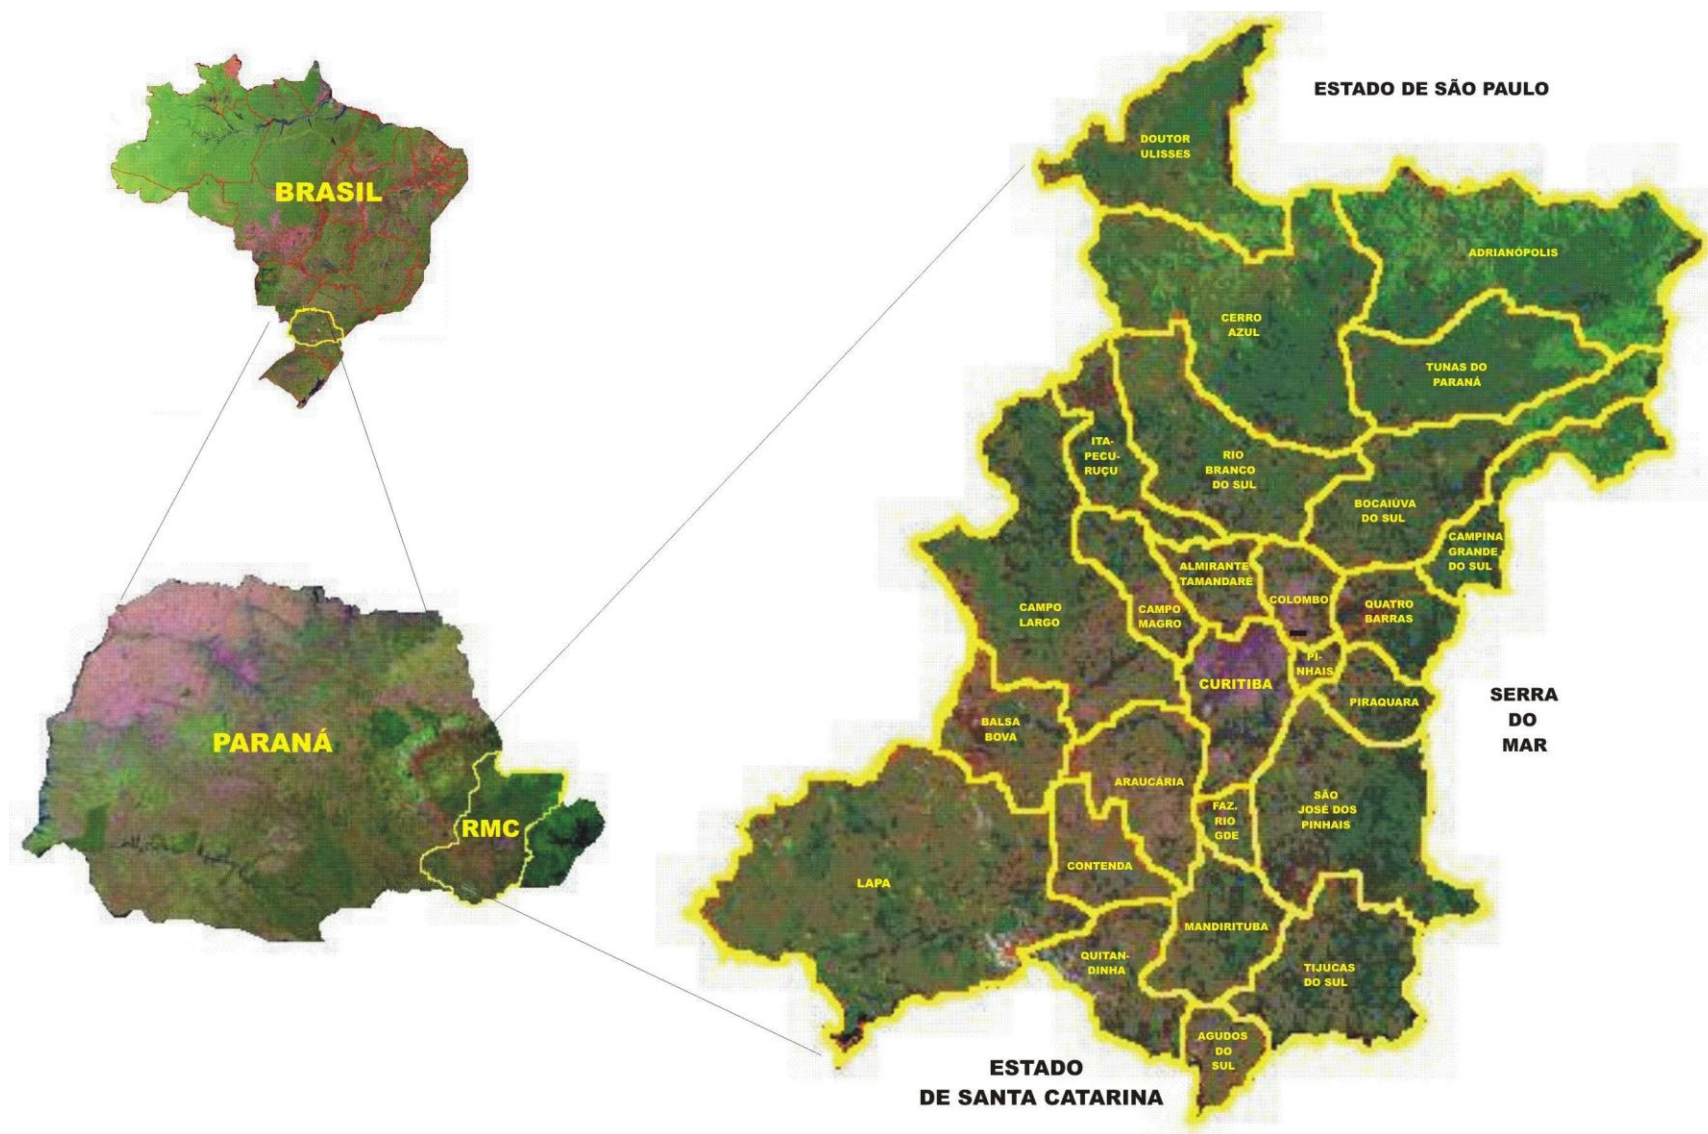 BRASIL
PARANÁ
RMC
ESTADO DE SÃO PAULO
DOUTOR
ULISSES
ADRIANÓPOLIS
CERRO
AZUL
TUNAS DO
PARANÁ
ITA-
PECU-
RUÇU
RIO
BRANCO
DO SUL
BOCAIÚVA
DO SUL
CAMPINA
GRANDE
DO SUL
ALMIRANTE
TAMANDARÉ
COLOMBO
QUATRO
BARRAS
CAMPO
LARGO
CAMPO
MAGRO
PI-
NHAIS
CURITIBA
PIRAQUARA
SERRA
DO
MAR
BALSA
BOVA
ARAUCÁRIA
FAZ.
RIO
GDE
SÃO
JOSÉ DOS
PINHAIS
CONTENDA
LAPA
MANDIRITUBA
QUITAN-
DINHA
TIJUCAS
DO SUL
AGUDOS
DO
SUL
ESTADO
DE SANTA CATARINA